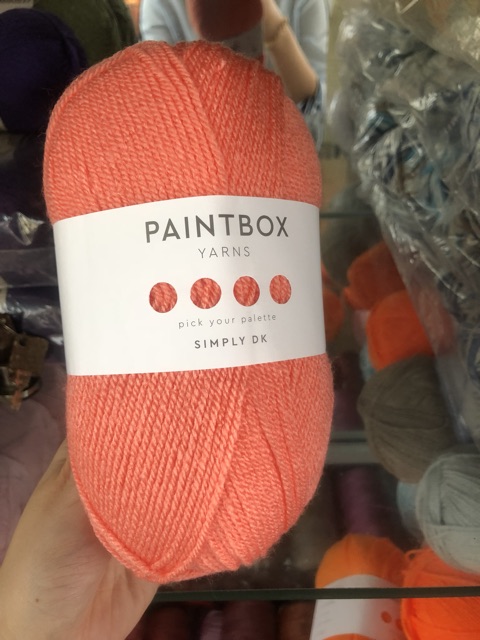 PAINTBOX
YARNS
pick your palette
SIMPLY DK